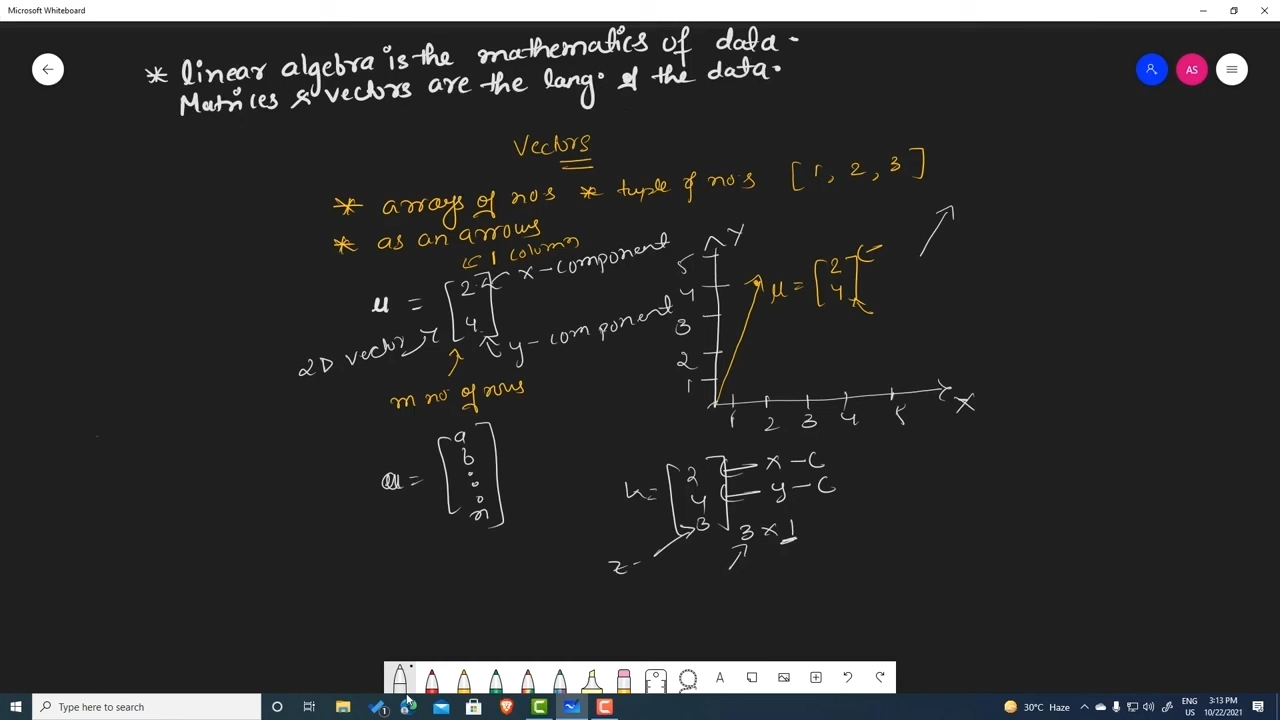 Microsoft Whiteboard
* linear algebra is the mathematics of data.
Matrices & vectors are the lang. of the data.
AS
Vectors
* arrays of nos * tuple of nos [1, 2, 3]
* as an arrows
1 column
x-component
u = [2 4]
y-component
2D vector
m no of rows
Y
5
4
3
2
1
1 2 3 4 5 X
u = [2 4]
u = [a b . . . n]
u = [2 4 3]
x-C
y-C
z-
3 x 1
Type here to search
1
30°C Haze
ENG
US
3:13 PM
10/22/2021